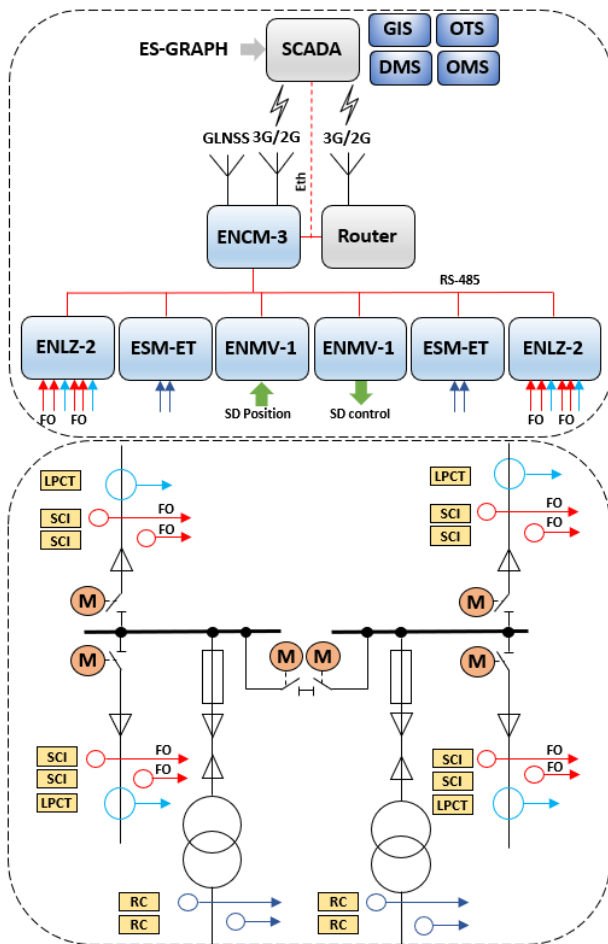 GIS OTS
ES-GRAPH SCADA
DMS OMS
GLNSS 3G/2G 3G/2G
Eth
ENCM-3 Router
RS-485
ENLZ-2 ESM-ET ENMV-1 ENMV-1 ESM-ET ENLZ-2
FO FO SD Position SD control FO FO
LPCT LPCT
SCI FO SCI FO
SCI FO SCI FO
M M
M M M M
SCI FO SCI FO
SCI FO SCI FO
LPCT LPCT
RC RC
RC RC